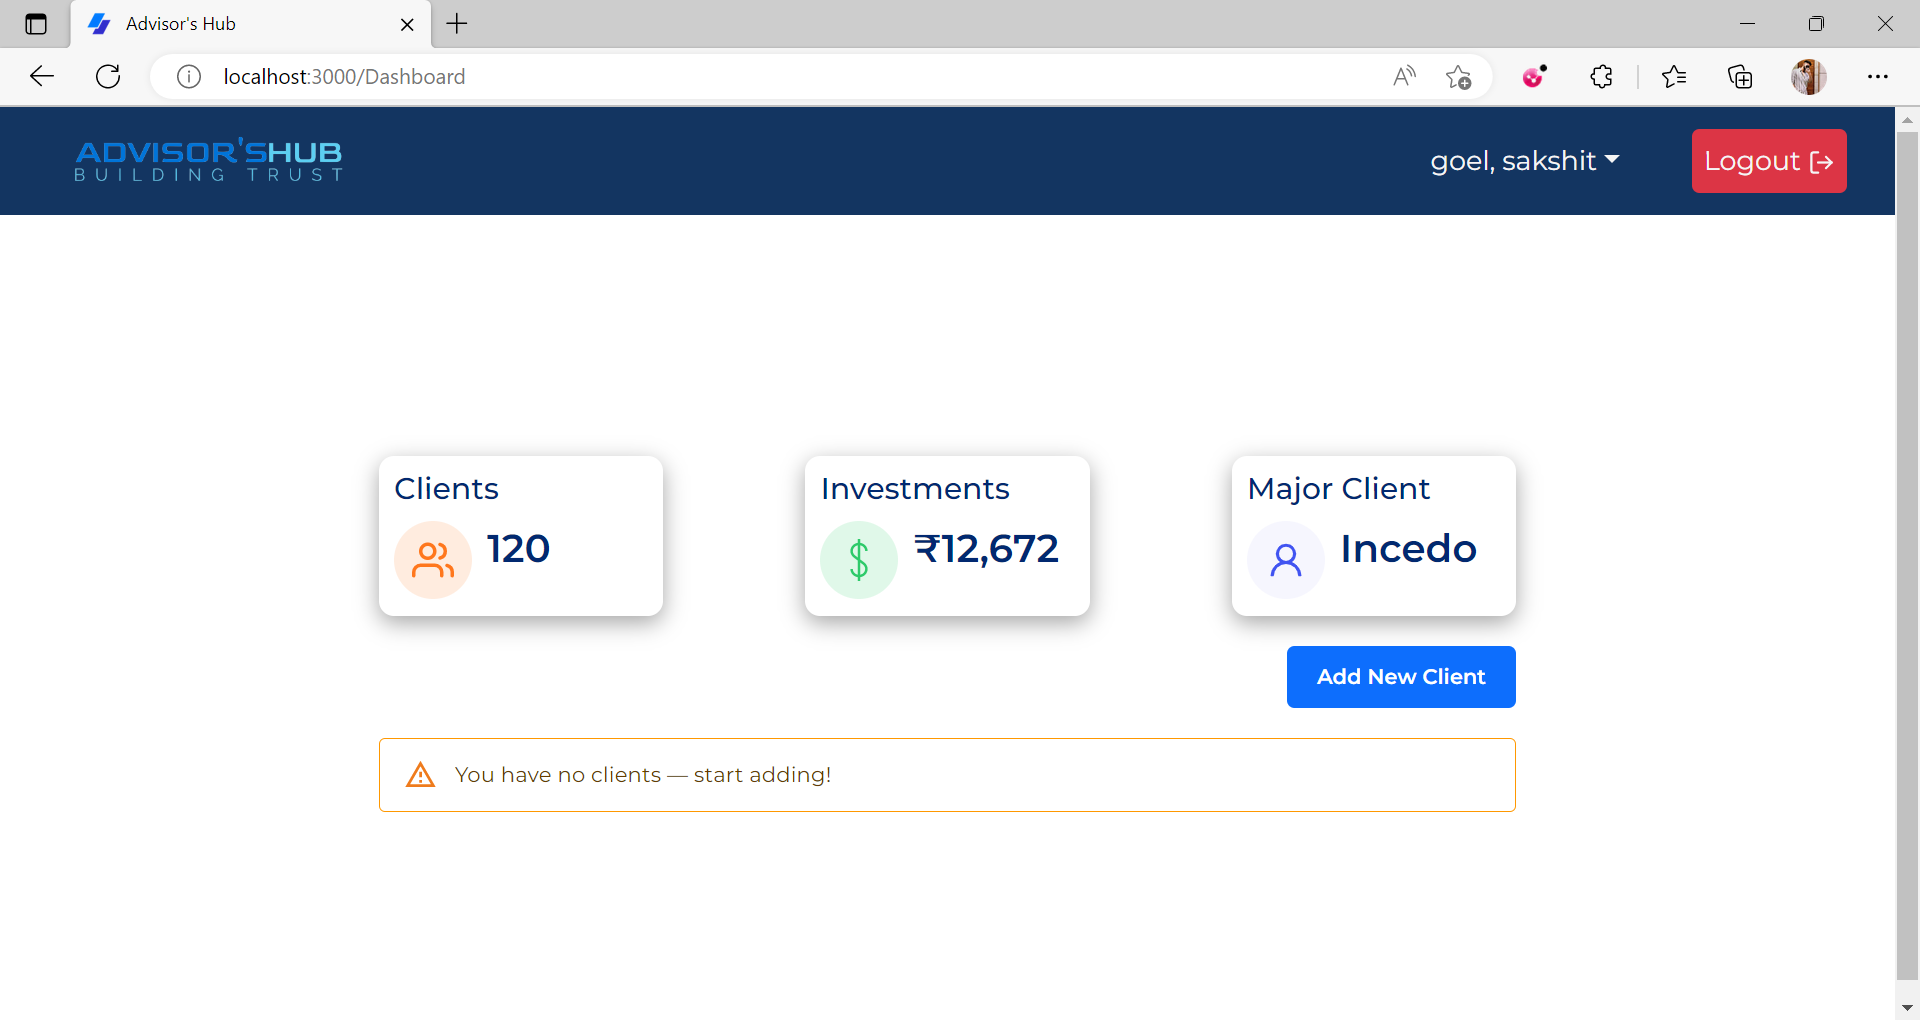 Advisor's Hub
localhost:3000/Dashboard
ADVISOR'SHUB
BUILDING TRUST
goel, sakshit
Logout
Clients
120
Investments
₹12,672
Major Client
Incedo
Add New Client
You have no clients — start adding!